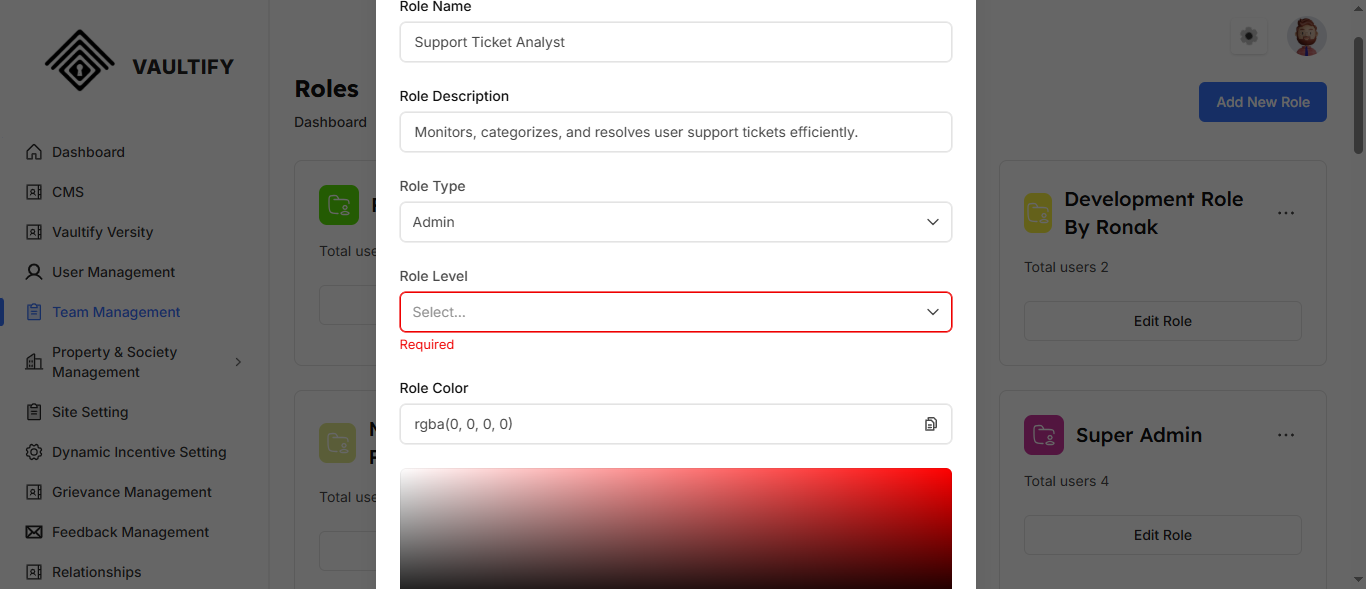 VAULTIFY
Dashboard
CMS
Vaultify Versity
User Management
Team Management
Property & Society
Management
Site Setting
Dynamic Incentive Setting
Grievance Management
Feedback Management
Relationships
Roles
Dashboard
Add New Role
Total use
Total use
Role Name
Support Ticket Analyst
Role Description
Monitors, categorizes, and resolves user support tickets efficiently.
Role Type
Admin
Role Level
Select...
Required
Role Color
rgba(0, 0, 0, 0)
Development Role
By Ronak
Total users 2
Edit Role
Super Admin
Total users 4
Edit Role